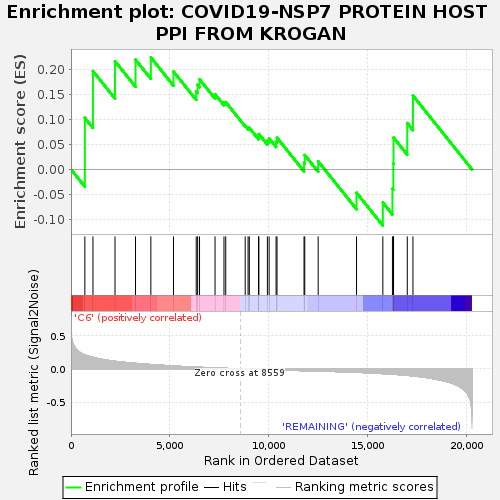 Enrichment plot: COVID19-NSP7 PROTEIN HOST
PPI FROM KROGAN
Enrichment score (ES)
0.20
0.15
0.10
0.05
0.00
-0.05
-0.10
'C6' (positively correlated)
Ranked list metric (Signal2Noise)
0.5
0.0
-0.5
Zero cross at 8559
'REMAINING' (negatively correlated)
0
5,000
10,000
15,000
20,000
Rank in Ordered Dataset
Enrichment profile
Hits
Ranking metric scores